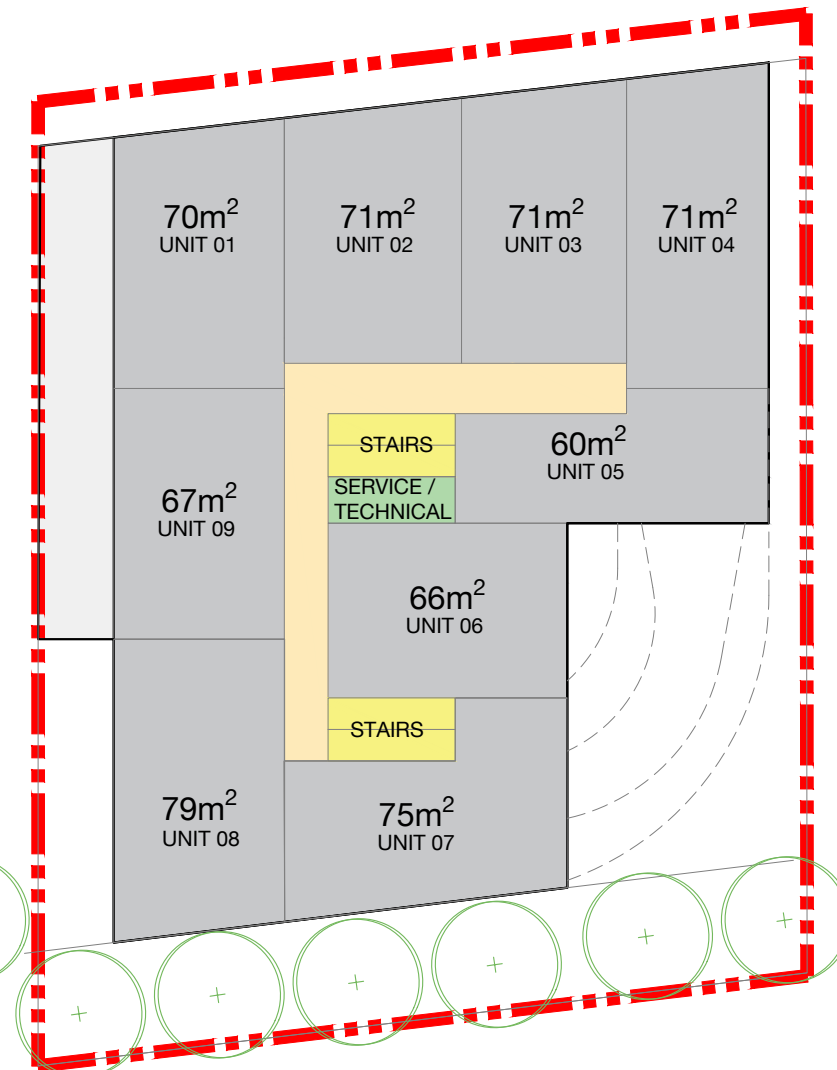 70m²
UNIT 01
71m²
UNIT 02
71m²
UNIT 03
71m²
UNIT 04
STAIRS
60m²
UNIT 05
SERVICE /
TECHNICAL
67m²
UNIT 09
66m²
UNIT 06
STAIRS
79m²
UNIT 08
75m²
UNIT 07